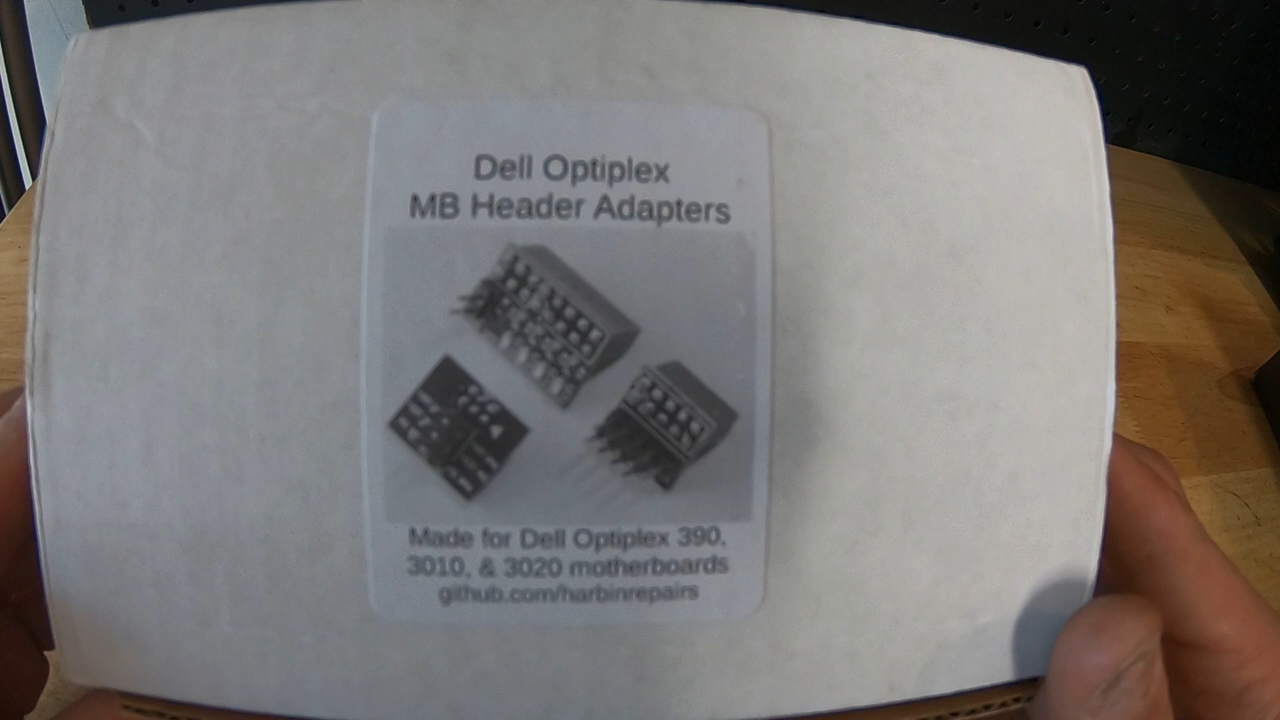 Dell Optiplex
MB Header Adapters
Made for Dell Optiplex 390,
3010, & 3020 motherboards
github.com/harbinrepairs